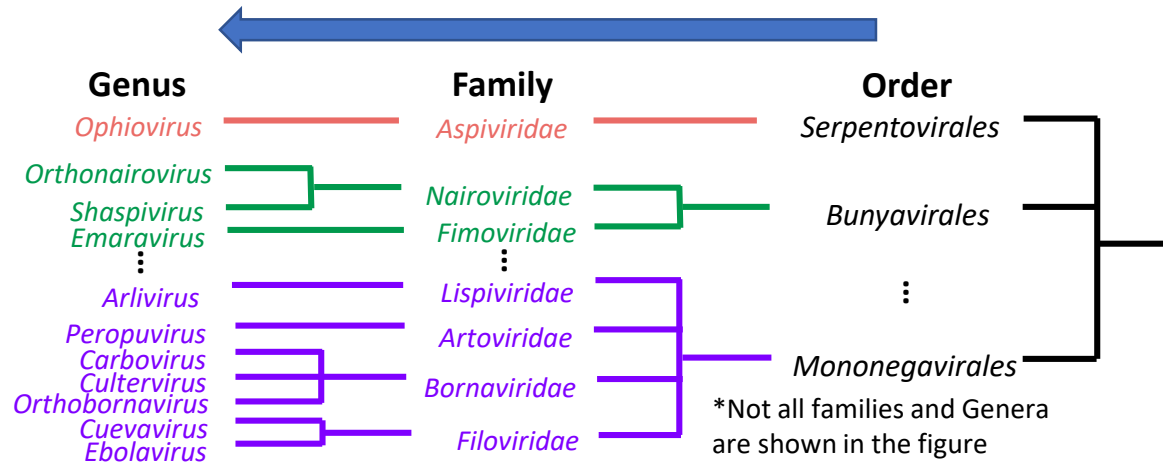 Genus Family Order
Ophiovirus Aspiviridae Serpentovirales
Orthonairovirus
Nairoviridae
Shaspivirus Bunyavirales
Emaravirus Fimoviridae
⋮ ⋮
Arlivirus Lispiviridae ⋮
Peropuvirus Artoviridae
Carbovirus
Mononegavirales
Cultervirus Bornaviridae
Orthobornavirus
*Not all families and Genera
Cuevavirus Filoviridae
are shown in the figure
Ebolavirus